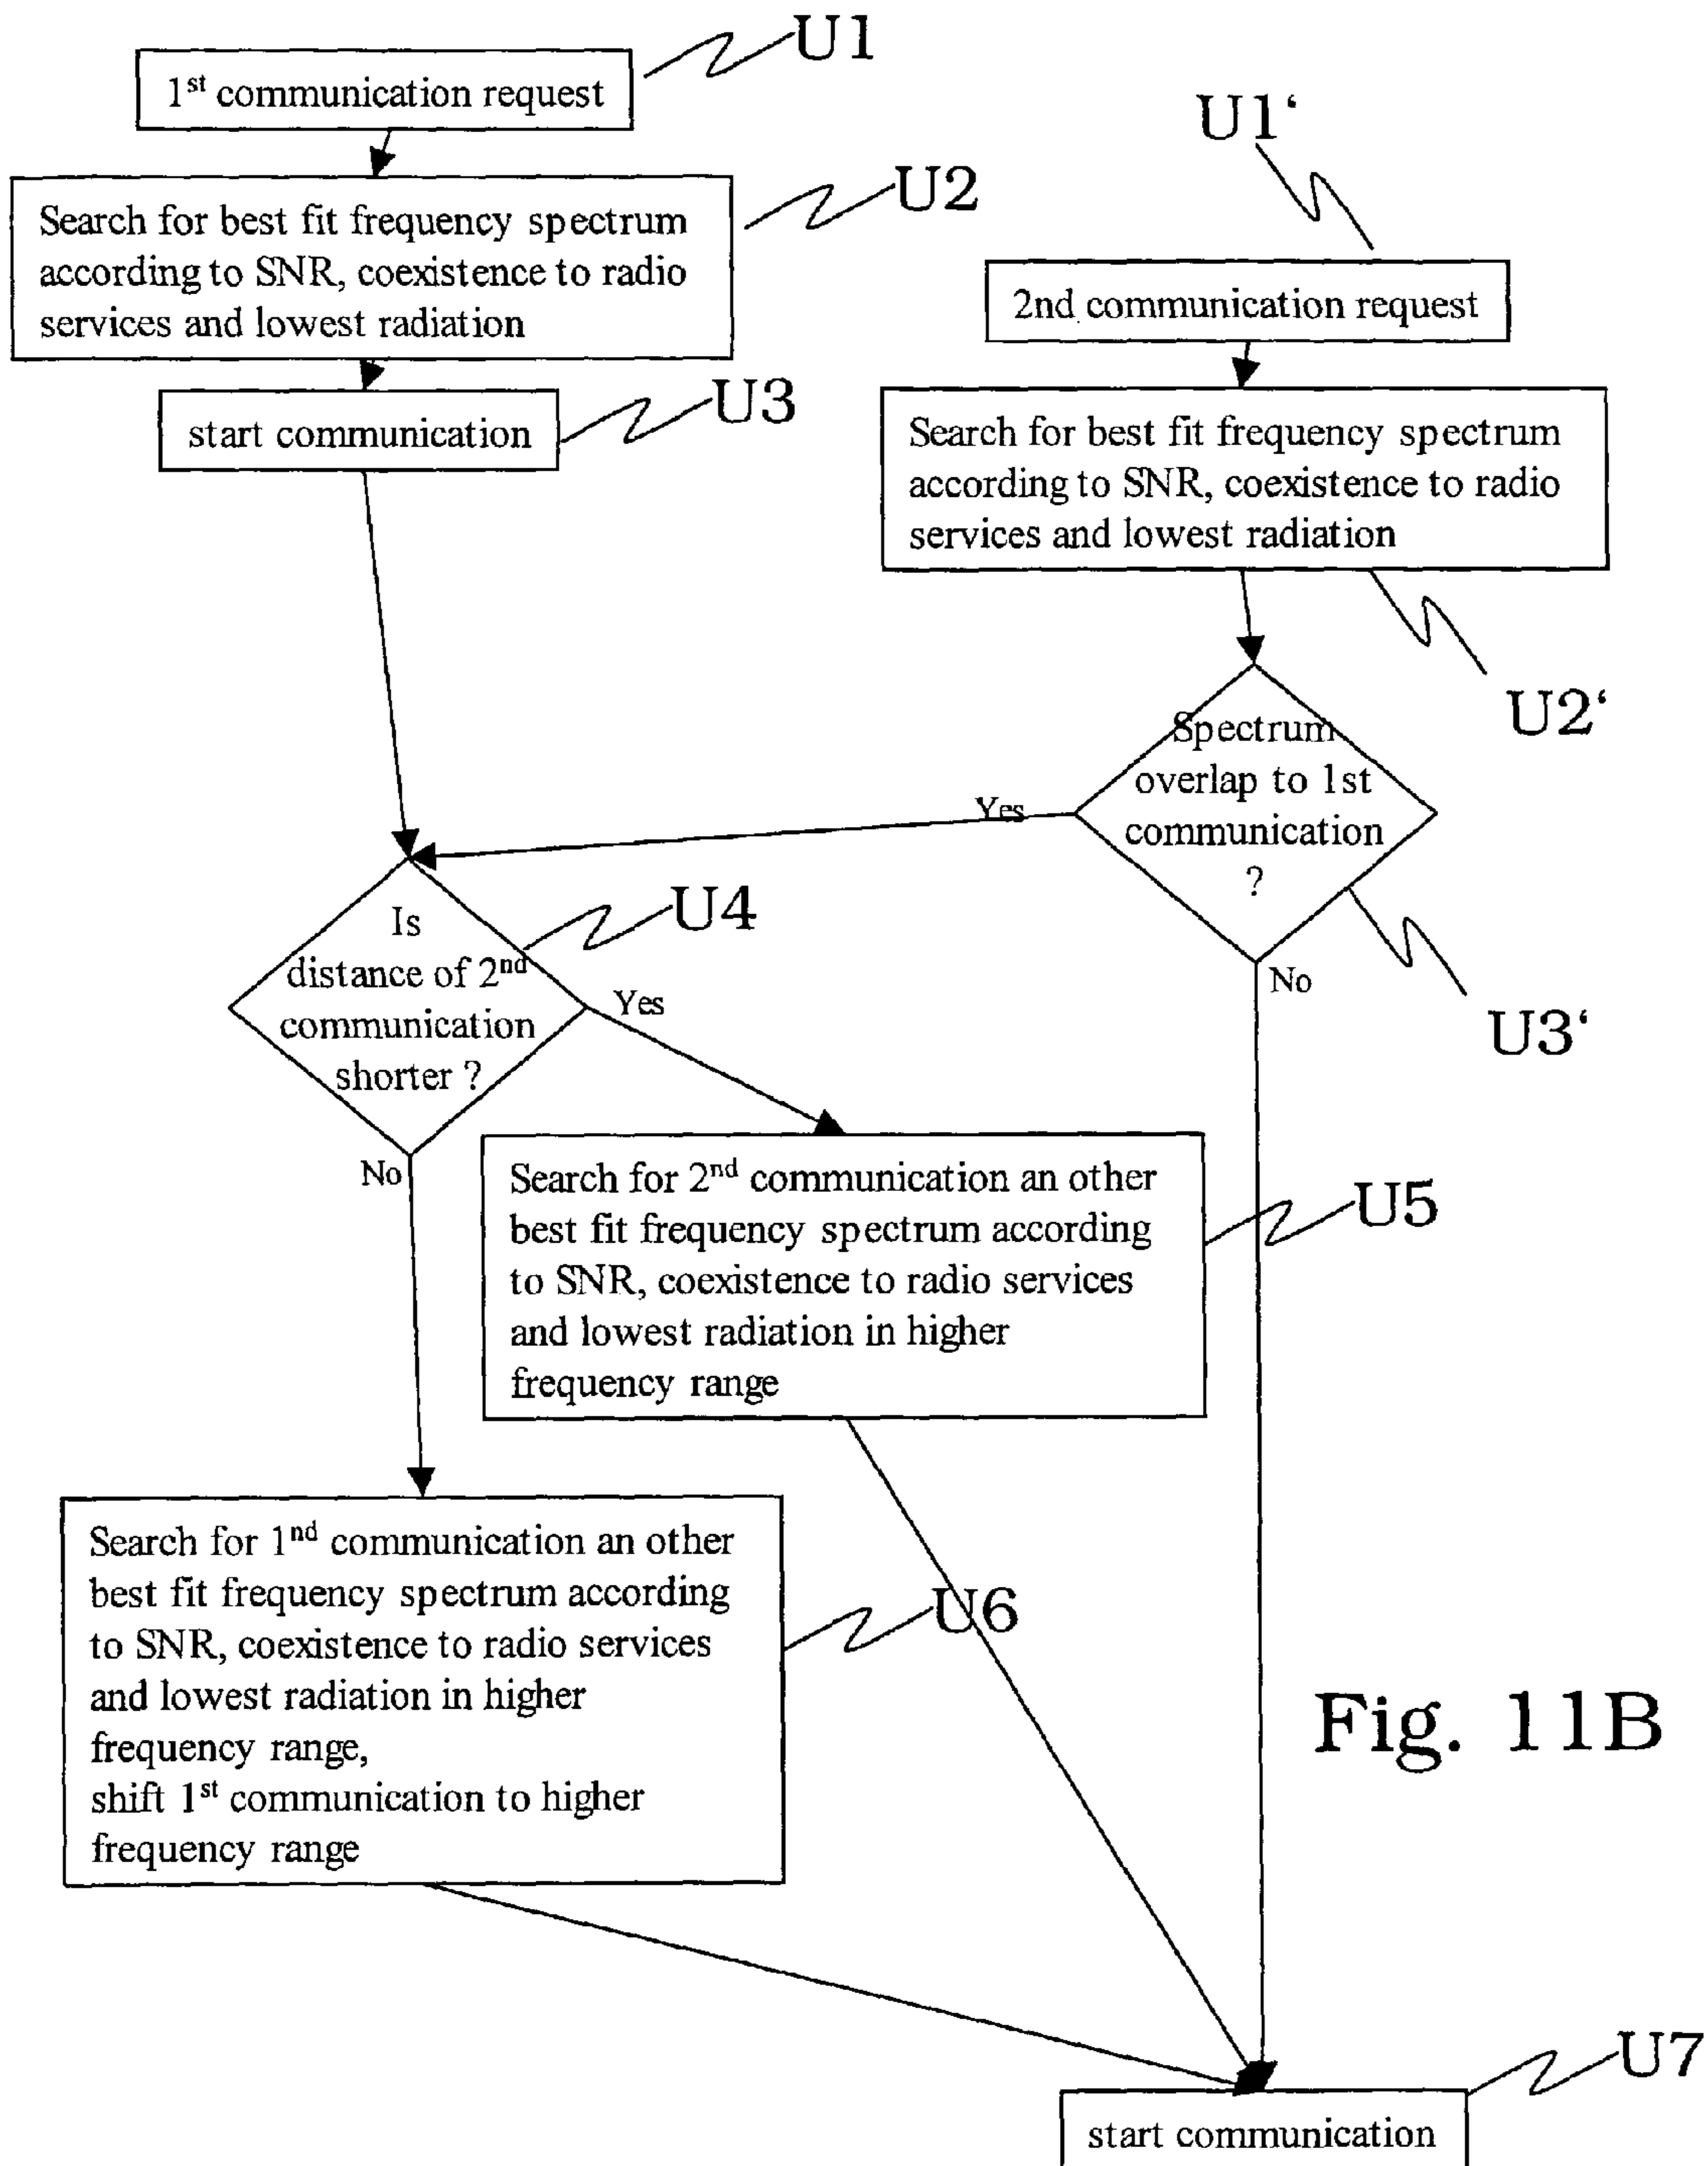 U1
1st communication request
U1‘
U2
Search for best fit frequency spectrum
according to SNR, coexistence to radio
services and lowest radiation
2nd communication request
U3
start communication
Search for best fit frequency spectrum
according to SNR, coexistence to radio
services and lowest radiation
U2‘
Spectrum
overlap to 1st
communication
?
Yes
No
U3‘
U4
Is
distance of 2nd
communication
shorter ?
Yes
No
Search for 2nd communication an other
best fit frequency spectrum according
to SNR, coexistence to radio services
and lowest radiation in higher
frequency range
U5
Search for 1nd communication an other
best fit frequency spectrum according
to SNR, coexistence to radio services
and lowest radiation in higher
frequency range,
shift 1st communication to higher
frequency range
U6
Fig. 11B
U7
start communication